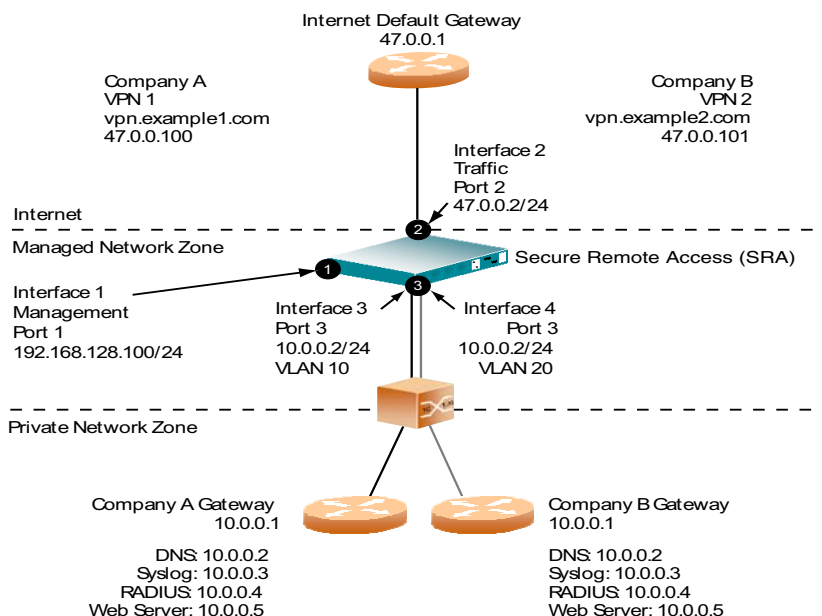 Internet Default Gateway
47.0.0.1
Company A
VPN 1
vpn.example1.com
47.0.0.100
Company B
VPN 2
vpn.example2.com
47.0.0.101
Interface 2
Traffic
Port 2
47.0.0.2/24
Internet
2
Managed Network Zone
1
Secure Remote Access (SRA)
3
Interface 1
Management
Port 1
192.168.128.100/24
Interface 3
Port 3
10.0.0.2/24
VLAN 10
Interface 4
Port 3
10.0.0.2/24
VLAN 20
Private Network Zone
Company A Gateway
10.0.0.1
DNS: 10.0.0.2
Syslog: 10.0.0.3
RADIUS: 10.0.0.4
Web Server: 10.0.0.5
Company B Gateway
10.0.0.1
DNS: 10.0.0.2
Syslog: 10.0.0.3
RADIUS: 10.0.0.4
Web Server: 10.0.0.5